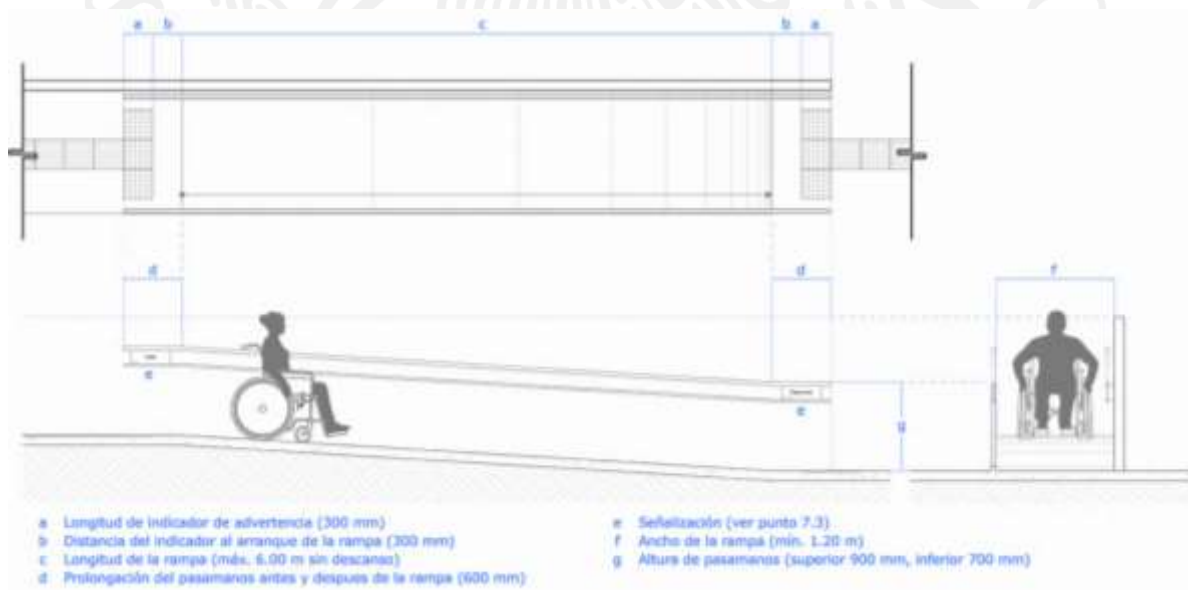 a b c b a
d d f
e
e
g
a Longitud de indicador de advertencia (300 mm)
b Distancia del indicador al arranque de la rampa (300 mm)
c Longitud de la rampa (máx. 6.00 m sin descanso)
d Prolongación del pasamanos antes y despues de la rampa (600 mm)
e Señalización (ver punto 7.3)
f Ancho de la rampa (mín. 1.20 m)
g Altura de pasamanos (superior 900 mm, inferior 700 mm)